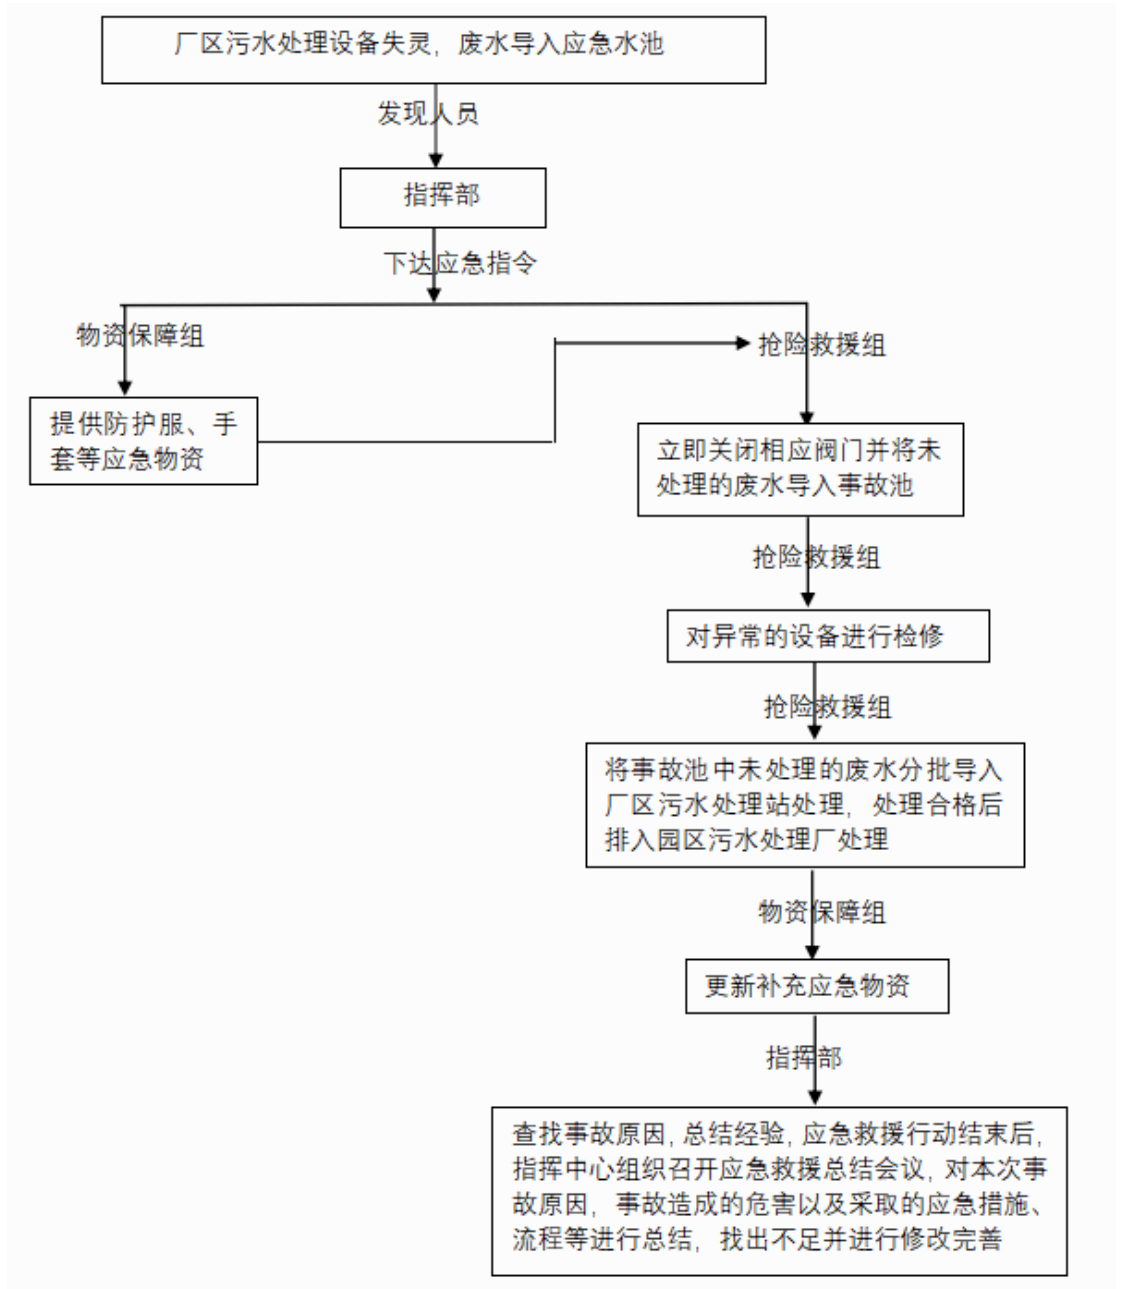 厂区污水处理设备失灵，废水导入应急水池
发现人员
指挥部
下达应急指令
物资保障组
抢险救援组
提供防护服、手
套等应急物资
立即关闭相应阀门并将未
处理的废水导入事故池
抢险救援组
对异常的设备进行检修
抢险救援组
将事故池中未处理的废水分批导入
厂区污水处理站处理，处理合格后
排入园区污水处理厂处理
物资保障组
更新补充应急物资
指挥部
查找事故原因,总结经验,应急救援行动结束后,
指挥中心组织召开应急救援总结会议,对本次事
故原因，事故造成的危害以及采取的应急措施、
流程等进行总结，找出不足并进行修改完善